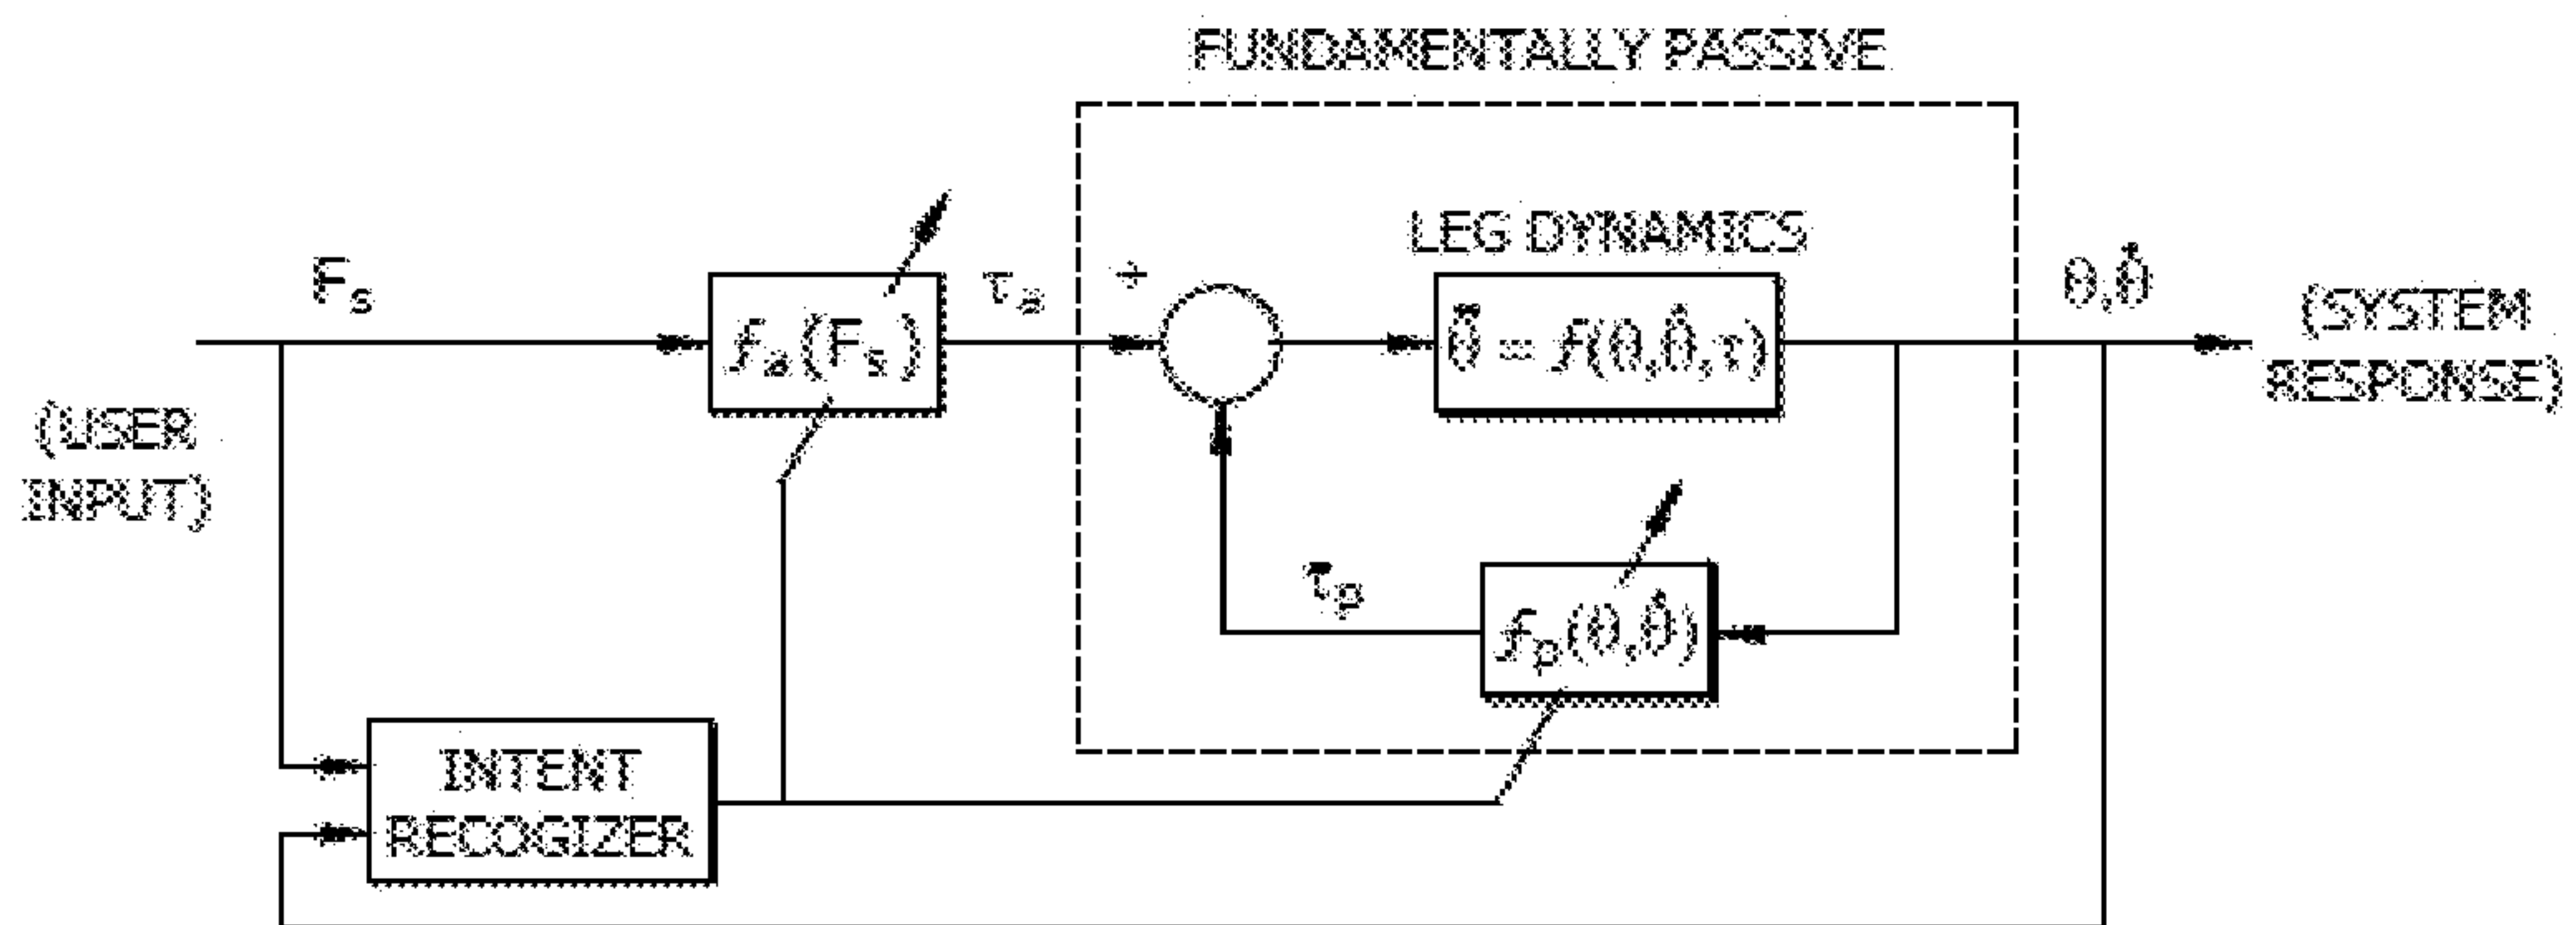 FUNDAMENTALLY PASSIVE
LEG DYNAMICS
F_s
τ_a
+
θ,θ̇
(SYSTEM
RESPONSE)
f_a(F_s)
θ̈ = f(θ,θ̇,τ)
(USER
INPUT)
τ_p
f_p(θ,θ̇)
INTENT
RECOGIZER